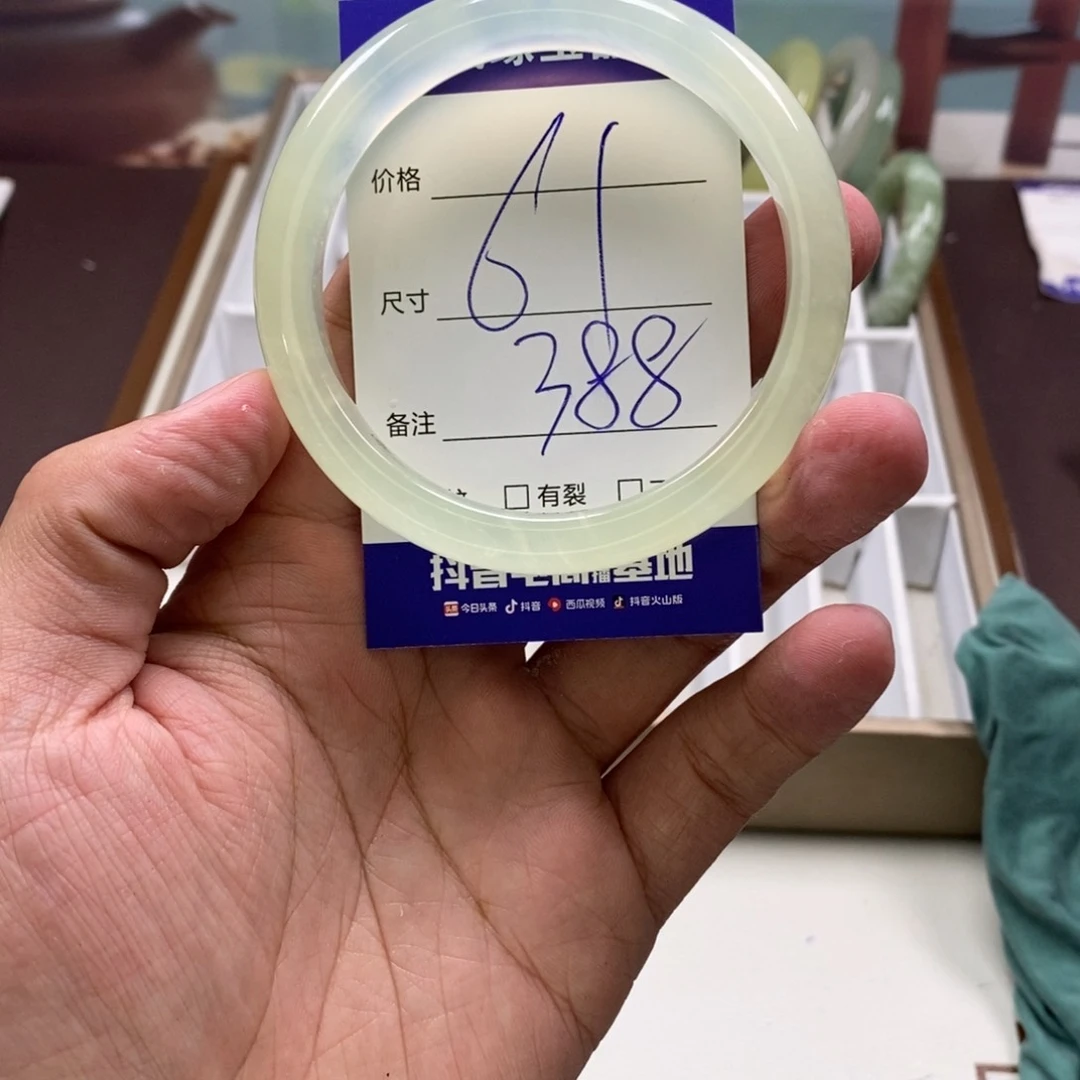 价格
61
尺寸
388
备注
□ 有裂 □
抖音电商直播基地
今日头条 抖音 西瓜视频 抖音火山版